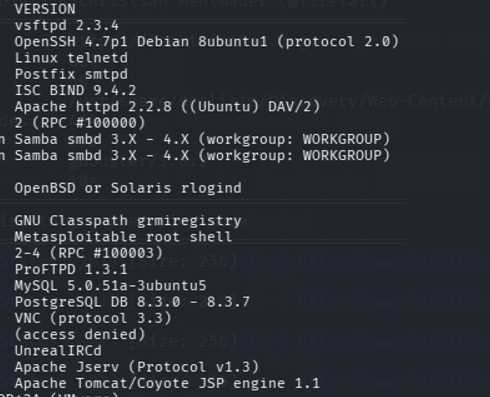 VERSION
vsftpd 2.3.4
OpenSSH 4.7p1 Debian 8ubuntu1 (protocol 2.0)
Linux telnetd
Postfix smtpd
ISC BIND 9.4.2
Apache httpd 2.2.8 ((Ubuntu) DAV/2)
2 (RPC #100000)
n Samba smbd 3.X - 4.X (workgroup: WORKGROUP)
n Samba smbd 3.X - 4.X (workgroup: WORKGROUP)
OpenBSD or Solaris rlogind
GNU Classpath grmiregistry
Metasploitable root shell
2-4 (RPC #100003)
ProFTPD 1.3.1
MySQL 5.0.51a-3ubuntu5
PostgreSQL DB 8.3.0 - 8.3.7
VNC (protocol 3.3)
(access denied)
UnrealIRCd
Apache Jserv (Protocol v1.3)
Apache Tomcat/Coyote JSP engine 1.1